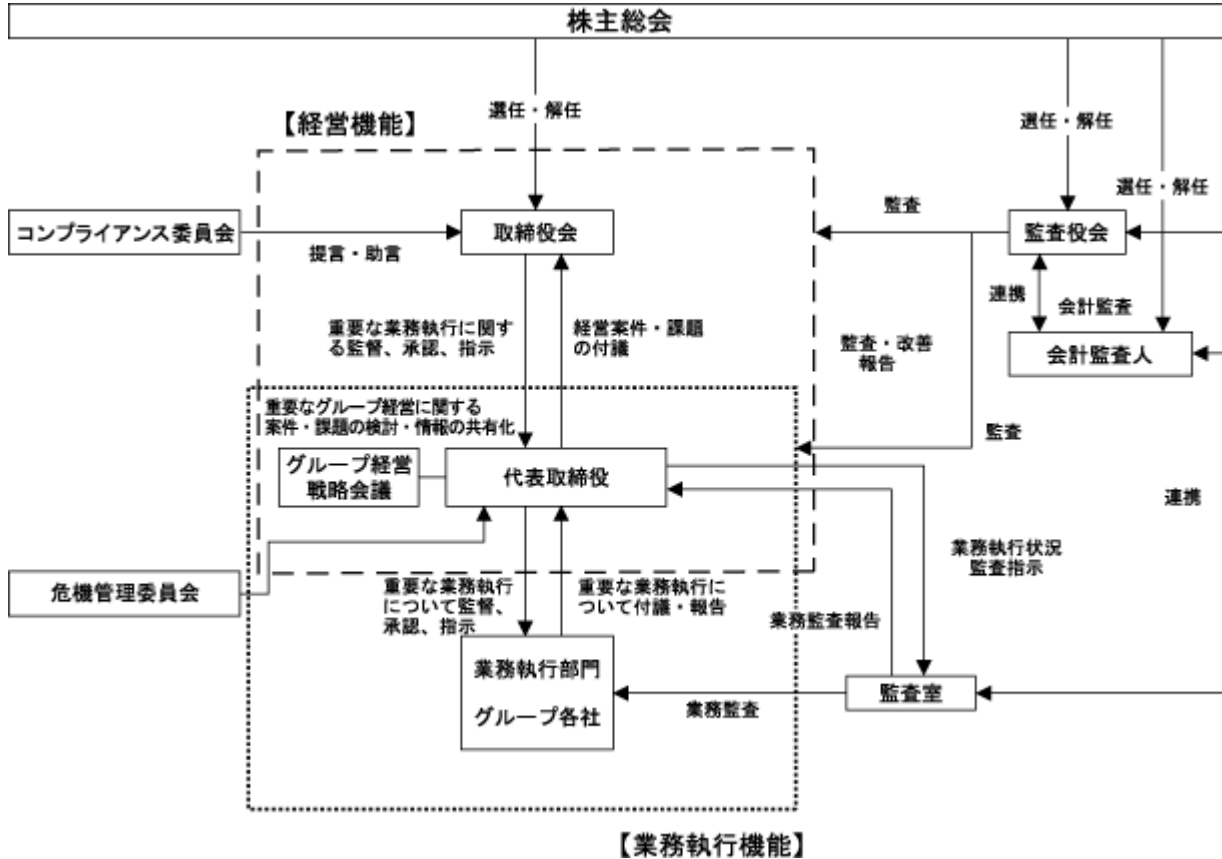 株主総会
選任・解任
【経営機能】
選任・解任
選任・解任
コンプライアンス委員会
提言・助言
取締役会
監査
監査役会
連携
会計監査
会計監査人
重要な業務執行に関す
る監督、承認、指示
経営案件・課題
の付議
監査・改善
報告
重要なグループ経営に関する
案件・課題の検討・情報の共有化
監査
グループ経営
戦略会議
代表取締役
連携
業務執行状況
監査指示
危機管理委員会
重要な業務執行
について監督、
承認、指示
重要な業務執行に
ついて付議・報告
業務監査報告
業務執行部門
グループ各社
業務監査
監査室
【業務執行機能】